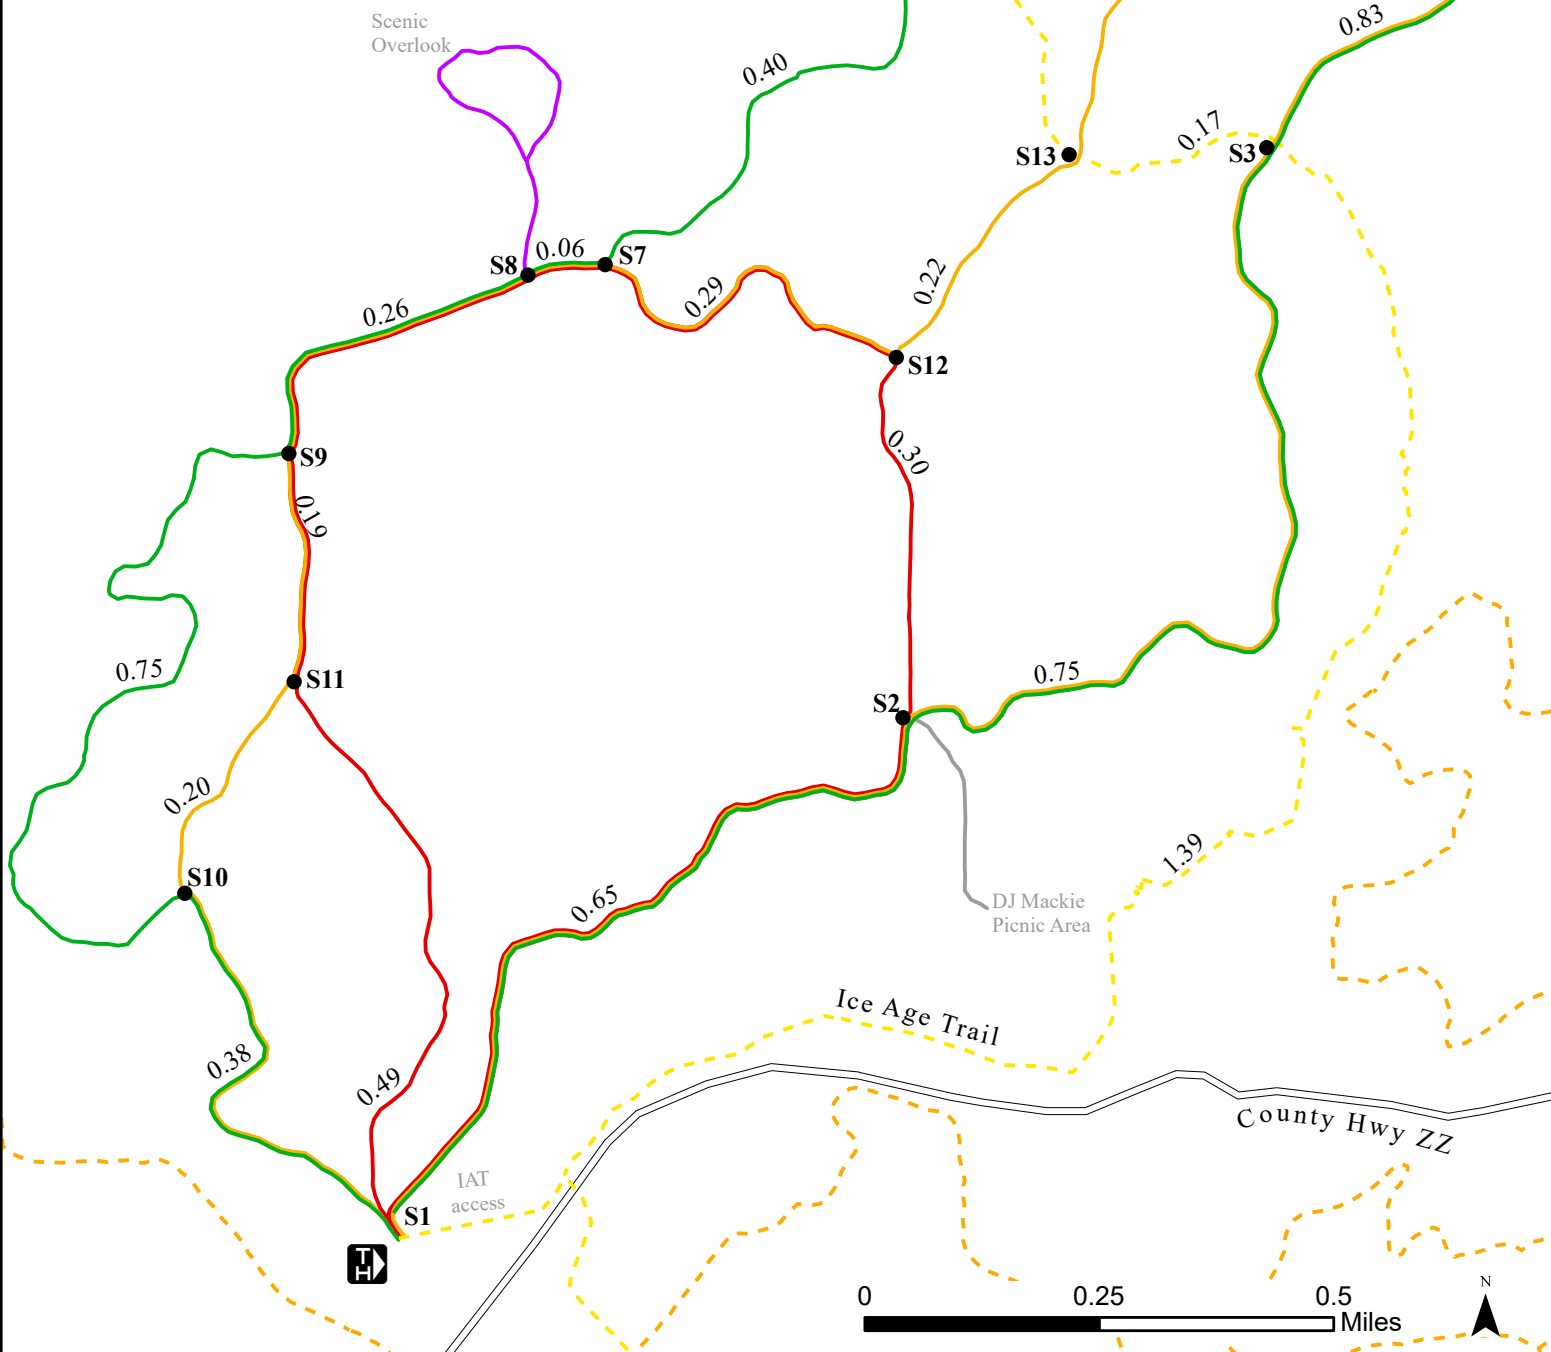 Scenic
Overlook
0.83
0.40
0.17
S13
S3
0.06
S7
S8
0.22
0.29
0.26
S12
0.30
S9
0.19
0.75
S11
0.75
S2
0.20
1.39
S10
0.65
DJ Mackie
Picnic Area
Ice Age Trail
0.38
0.49
County Hwy ZZ
IAT
access
S1
TH
N
0 0.25 0.5
Miles